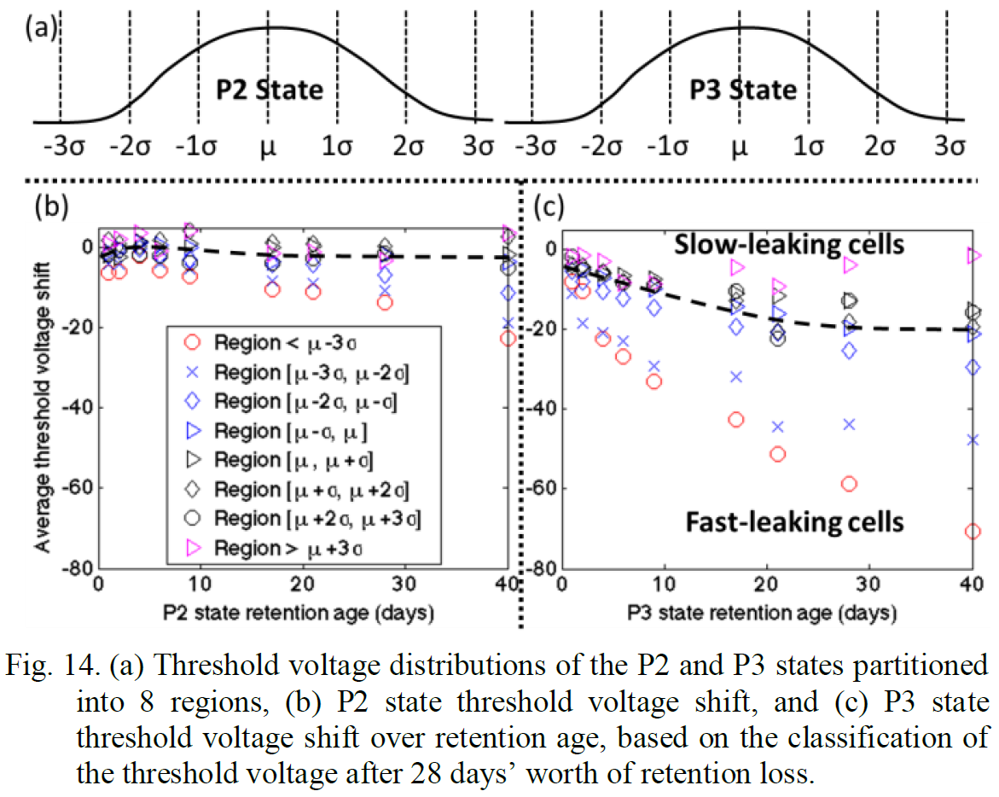 (a)
P2 State
P3 State
-3σ -2σ -1σ μ 1σ 2σ 3σ
-3σ -2σ -1σ μ 1σ 2σ 3σ
(b)
Average threshold voltage shift
0
-20
-40
-60
-80
Region < μ-3σ
Region [μ-3σ, μ-2σ]
Region [μ-2σ, μ-σ]
Region [μ-σ, μ]
Region [μ, μ+σ]
Region [μ+σ, μ+2σ]
Region [μ+2σ, μ+3σ]
Region > μ+3σ
0 10 20 30 40
P2 state retention age (days)
(c)
Slow-leaking cells
0
-20
-40
-60
-80
Fast-leaking cells
0 10 20 30 40
P3 state retention age (days)
Fig. 14. (a) Threshold voltage distributions of the P2 and P3 states partitioned
into 8 regions, (b) P2 state threshold voltage shift, and (c) P3 state
threshold voltage shift over retention age, based on the classification of
the threshold voltage after 28 days’ worth of retention loss.